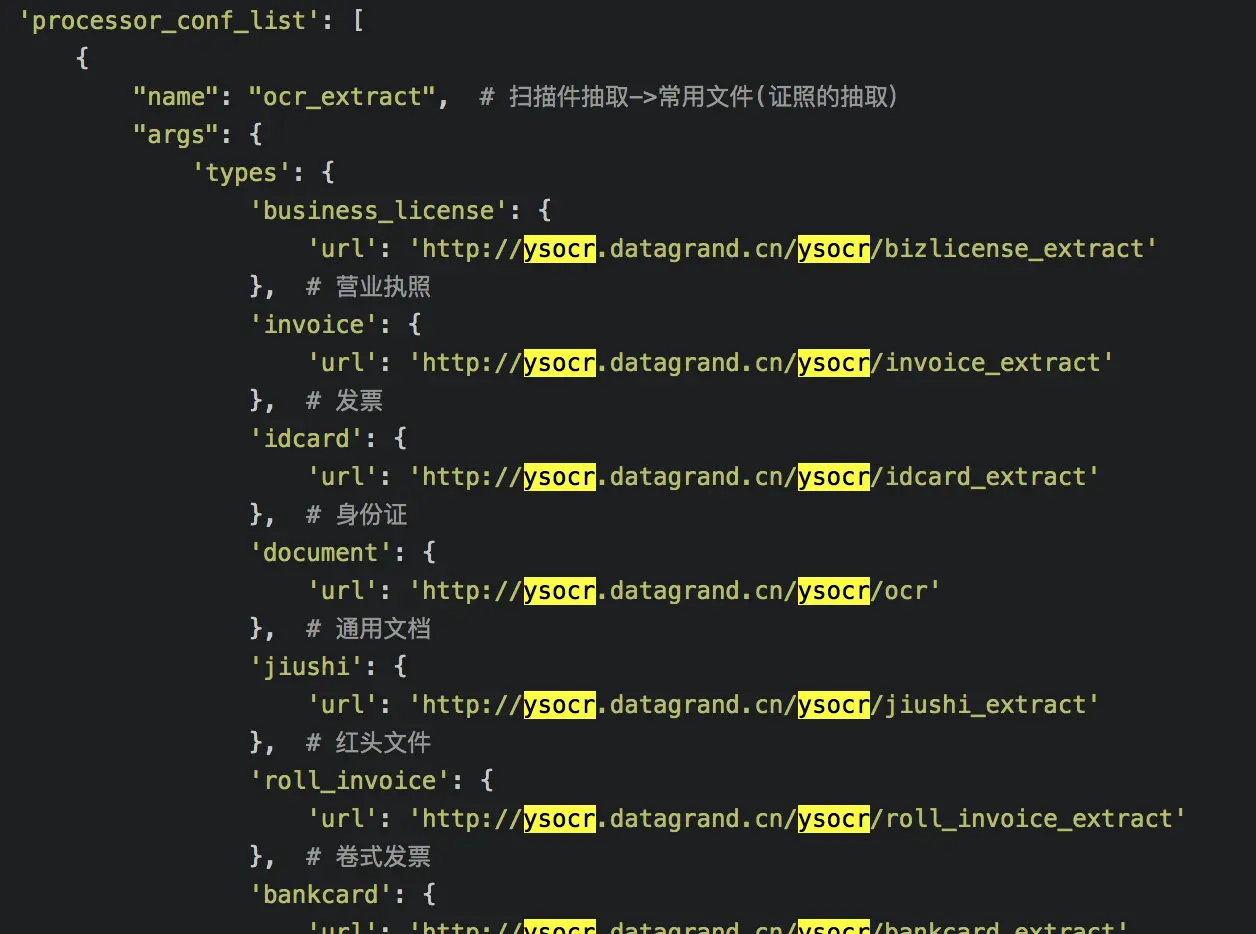 'processor_conf_list': [
{
"name": "ocr_extract",  # 扫描件抽取->常用文件(证照的抽取)
"args": {
'types': {
'business_license': {
'url': 'http://ysocr.datagrand.cn/ysocr/bizlicense_extract'
},  # 营业执照
'invoice': {
'url': 'http://ysocr.datagrand.cn/ysocr/invoice_extract'
},  # 发票
'idcard': {
'url': 'http://ysocr.datagrand.cn/ysocr/idcard_extract'
},  # 身份证
'document': {
'url': 'http://ysocr.datagrand.cn/ysocr/ocr'
},  # 通用文档
'jiushi': {
'url': 'http://ysocr.datagrand.cn/ysocr/jiushi_extract'
},  # 红头文件
'roll_invoice': {
'url': 'http://ysocr.datagrand.cn/ysocr/roll_invoice_extract'
},  # 卷式发票
'bankcard': {
'url': 'http://ysocr.datagrand.cn/ysocr/bankcard_extract'